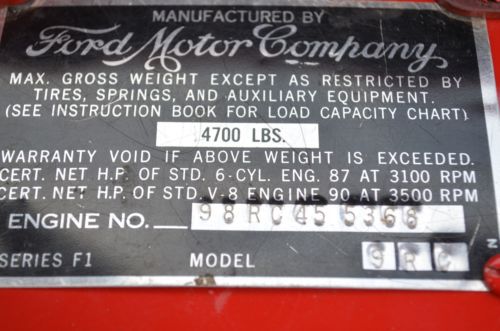 MANUFACTURED BY
Ford Motor Company
MAX. GROSS WEIGHT EXCEPT AS RESTRICTED BY
TIRES, SPRINGS, AND AUXILIARY EQUIPMENT.
(SEE INSTRUCTION BOOK FOR LOAD CAPACITY CHART)
4700 LBS.
WARRANTY VOID IF ABOVE WEIGHT IS EXCEEDED.
CERT. NET H.P. OF STD. 6-CYL. ENG. 87 AT 3100 RPM
CERT. NET H.P. OF STD. V-8 ENGINE 90 AT 3500 RPM
ENGINE NO. 98RC455366
SERIES F1 MODEL 9RC
N